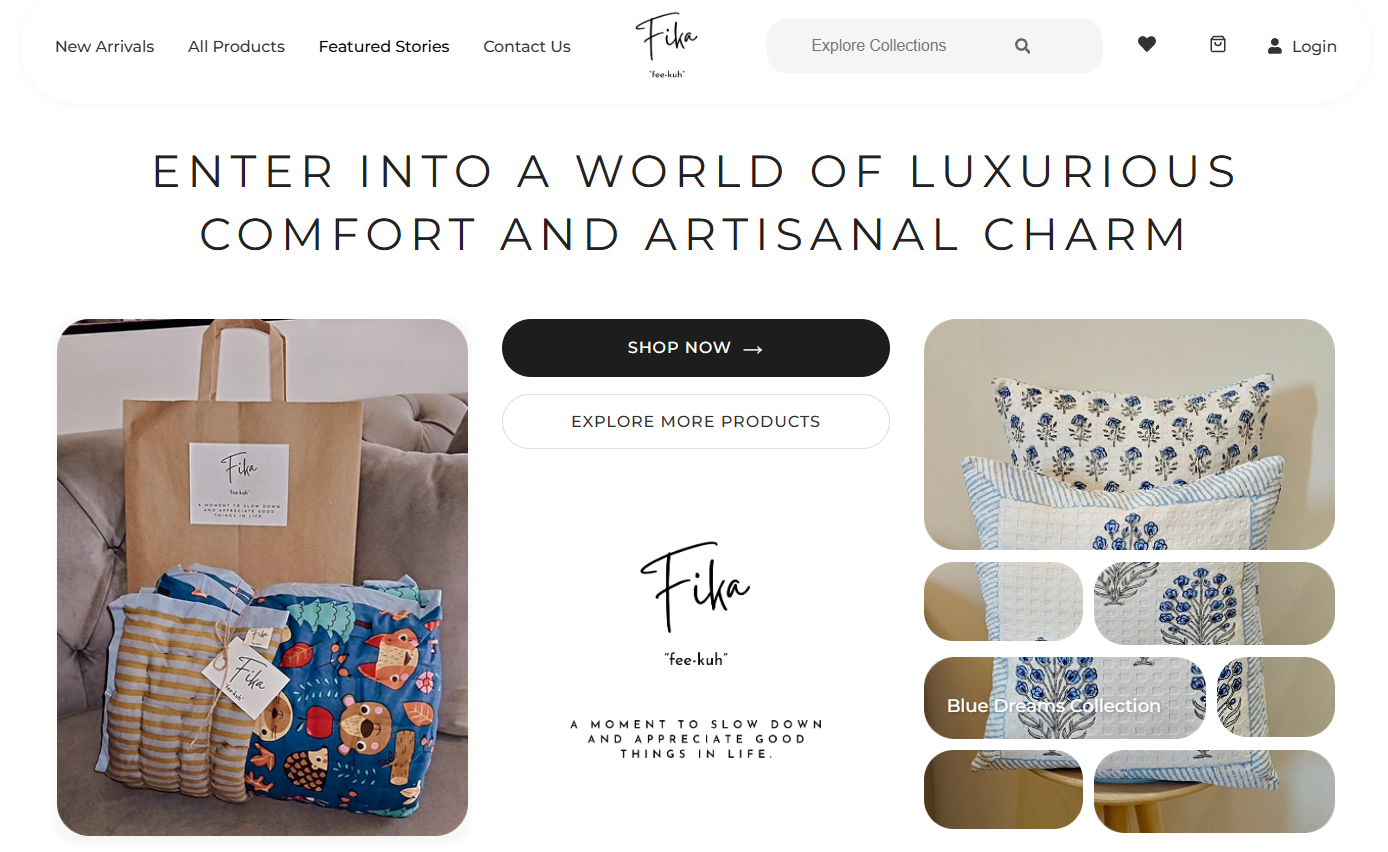 New Arrivals
All Products
Featured Stories
Contact Us
Fika
"fee-kuh"
Explore Collections
Login
ENTER INTO A WORLD OF LUXURIOUS
COMFORT AND ARTISANAL CHARM
Fika
"fee-kuh"
A MOMENT TO SLOW DOWN
AND APPRECIATE GOOD
THINGS IN LIFE.
Fika
Fika
"fee-kuh"
SHOP NOW →
EXPLORE MORE PRODUCTS
Fika
"fee-kuh"
A MOMENT TO SLOW DOWN
AND APPRECIATE GOOD
THINGS IN LIFE.
Blue Dreams Collection